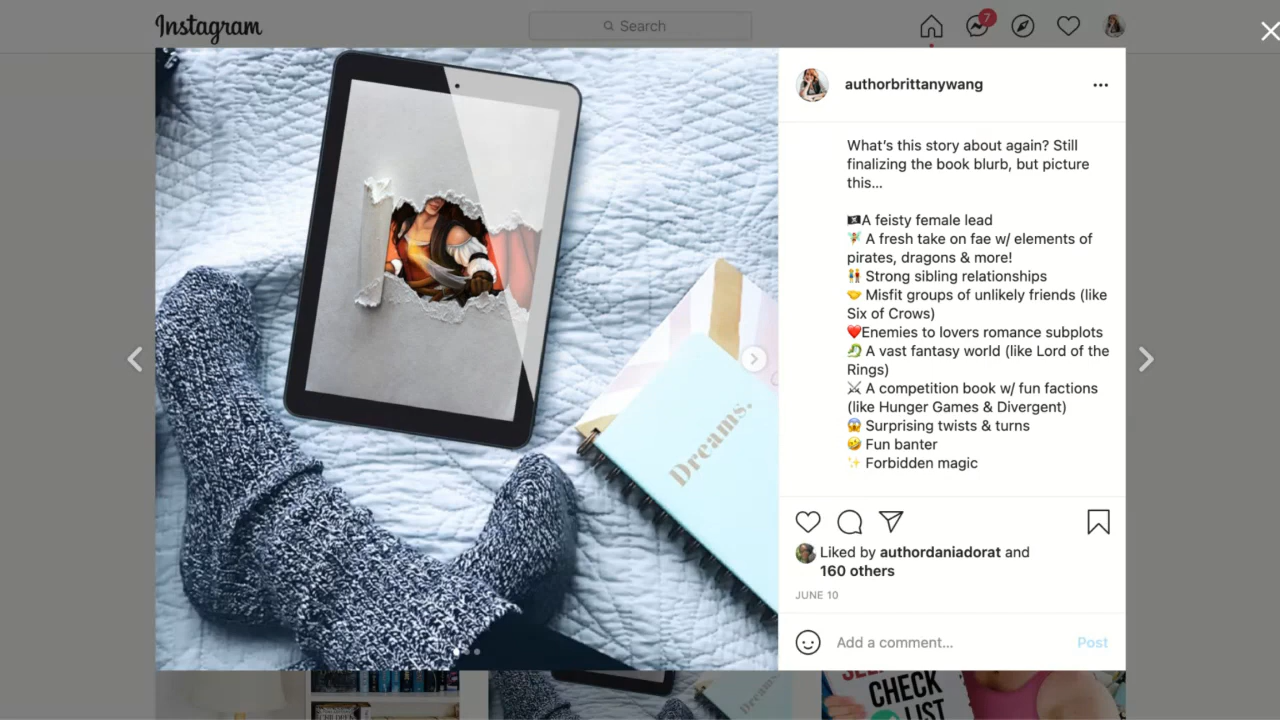 Instagram
Search
7
authorbrittanywang
What's this story about again? Still
finalizing the book blurb, but picture
this...
🏴‍☠️A feisty female lead
🧚 A fresh take on fae w/ elements of
pirates, dragons & more!
👫 Strong sibling relationships
🤝 Misfit groups of unlikely friends (like
Six of Crows)
❤️Enemies to lovers romance subplots
🐉 A vast fantasy world (like Lord of the
Rings)
⚔ A competition book w/ fun factions
(like Hunger Games & Divergent)
😱 Surprising twists & turns
🤣 Fun banter
✨ Forbidden magic
Liked by authordaniadorat and
160 others
JUNE 10
Add a comment...
Post
Dreams.
Dreams
CHECK
LIST